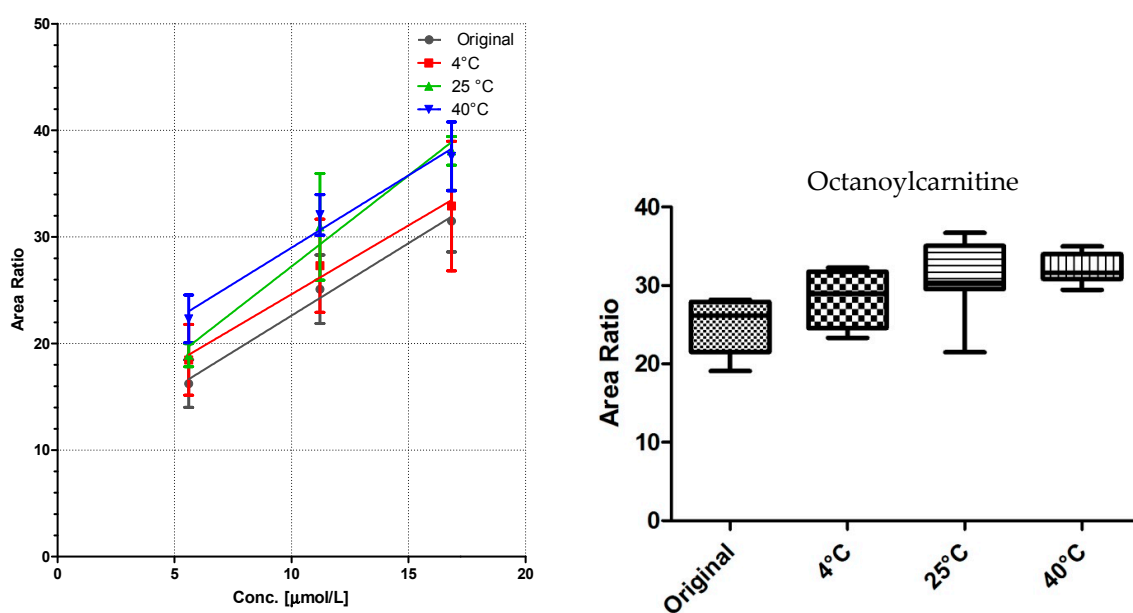 50
40
30
20
10
0
Area Ratio
Original
4°C
25 °C
40°C
0
5
10
15
20
Conc. [μmol/L]
Octanoylcarnitine
40
30
20
10
0
Area Ratio
Original
4°C
25°C
40°C